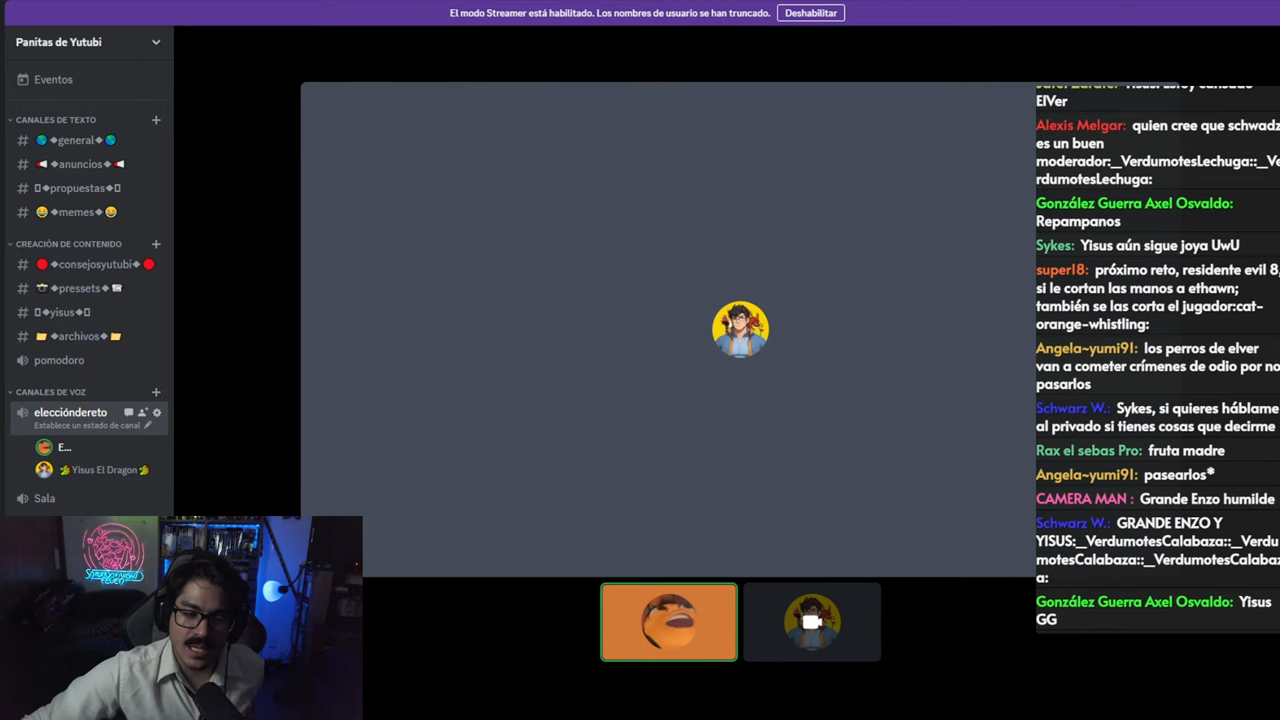 El modo Streamer está habilitado. Los nombres de usuario se han truncado.
Deshabilitar
Panitas de Yutubi
Eventos
CANALES DE TEXTO
🌎◆general◆🌎
📢◆anuncios◆📢
◆propuestas◆
😄◆memes◆😄
CREACIÓN DE CONTENIDO
🔴◆consejosyutubi◆🔴
◆pressets◆
◆yisus◆
📁◆archivos◆📁
pomodoro
CANALES DE VOZ
eleccióndereto
Establece un estado de canal
E...
Yisus El Dragon
Sala
SATURDAY NIGHT
FEVER
Yisus: Estoy cansado
ElVer
Alexis Melgar: quien cree que schwadz
es un buen
moderador:_VerdumotesLechuga::_Ve
rdumotesLechuga:
González Guerra Axel Osvaldo:
Repampanos
Sykes: Yisus aún sigue joya UwU
super18: próximo reto, residente evil 8,
si le cortan las manos a ethawn;
también se las corta el jugador:cat-
orange-whistling:
Angela~yumi91: los perros de elver
van a cometer crímenes de odio por no
pasarlos
Schwarz W.: Sykes, si quieres háblame
al privado si tienes cosas que decirme
Rax el sebas Pro: fruta madre
Angela~yumi91: pasearlos*
CAMERA MAN : Grande Enzo humilde
Schwarz W.: GRANDE ENZO Y
YISUS:_VerdumotesCalabaza::_Verdu
motesCalabaza::_VerdumotesCalabaz
a:
González Guerra Axel Osvaldo: Yisus
GG